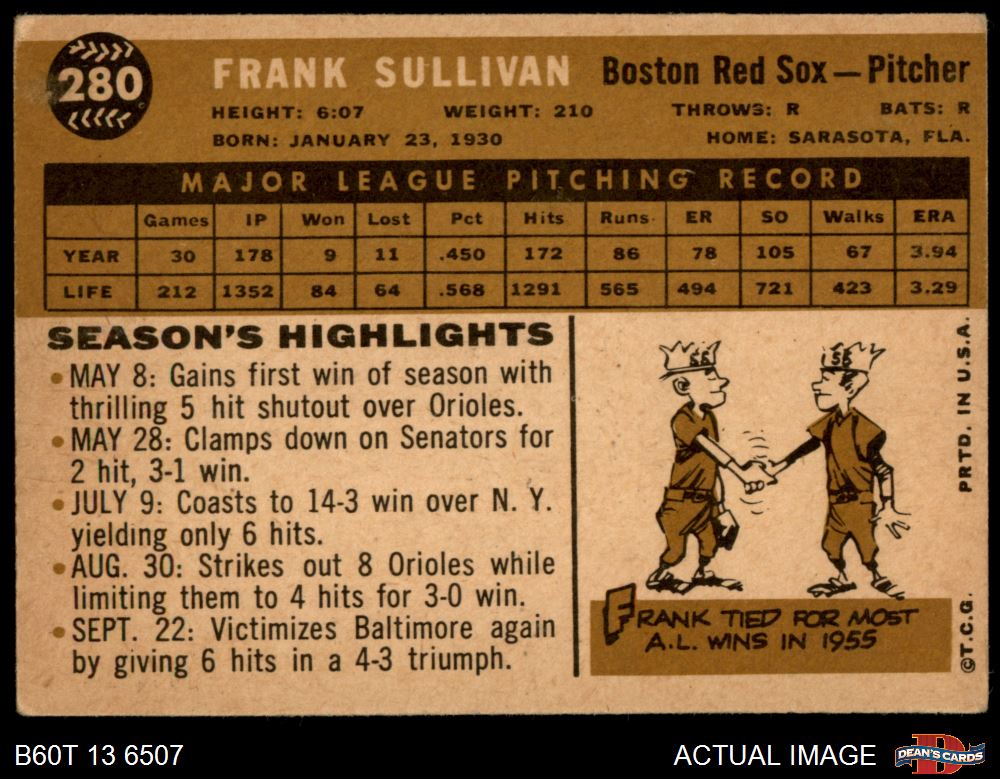 280
FRANK SULLIVAN Boston Red Sox—Pitcher
HEIGHT: 6:07 WEIGHT: 210 THROWS: R BATS: R
BORN: JANUARY 23, 1930 HOME: SARASOTA, FLA.
MAJOR LEAGUE PITCHING RECORD
Games IP Won Lost Pct Hits Runs ER SO Walks ERA
YEAR 30 178 9 11 .450 172 86 78 105 67 3.94
LIFE 212 1352 84 64 .568 1291 565 494 721 423 3.29
SEASON'S HIGHLIGHTS
• MAY 8: Gains first win of season with
thrilling 5 hit shutout over Orioles.
• MAY 28: Clamps down on Senators for
2 hit, 3-1 win.
• JULY 9: Coasts to 14-3 win over N. Y.
yielding only 6 hits.
• AUG. 30: Strikes out 8 Orioles while
limiting them to 4 hits for 3-0 win.
• SEPT. 22: Victimizes Baltimore again
by giving 6 hits in a 4-3 triumph.
FRANK TIED FOR MOST
A.L. WINS IN 1955
©T.C.G. PRTD. IN U.S.A.
B60T 13 6507 ACTUAL IMAGE
DEAN'S CARDS